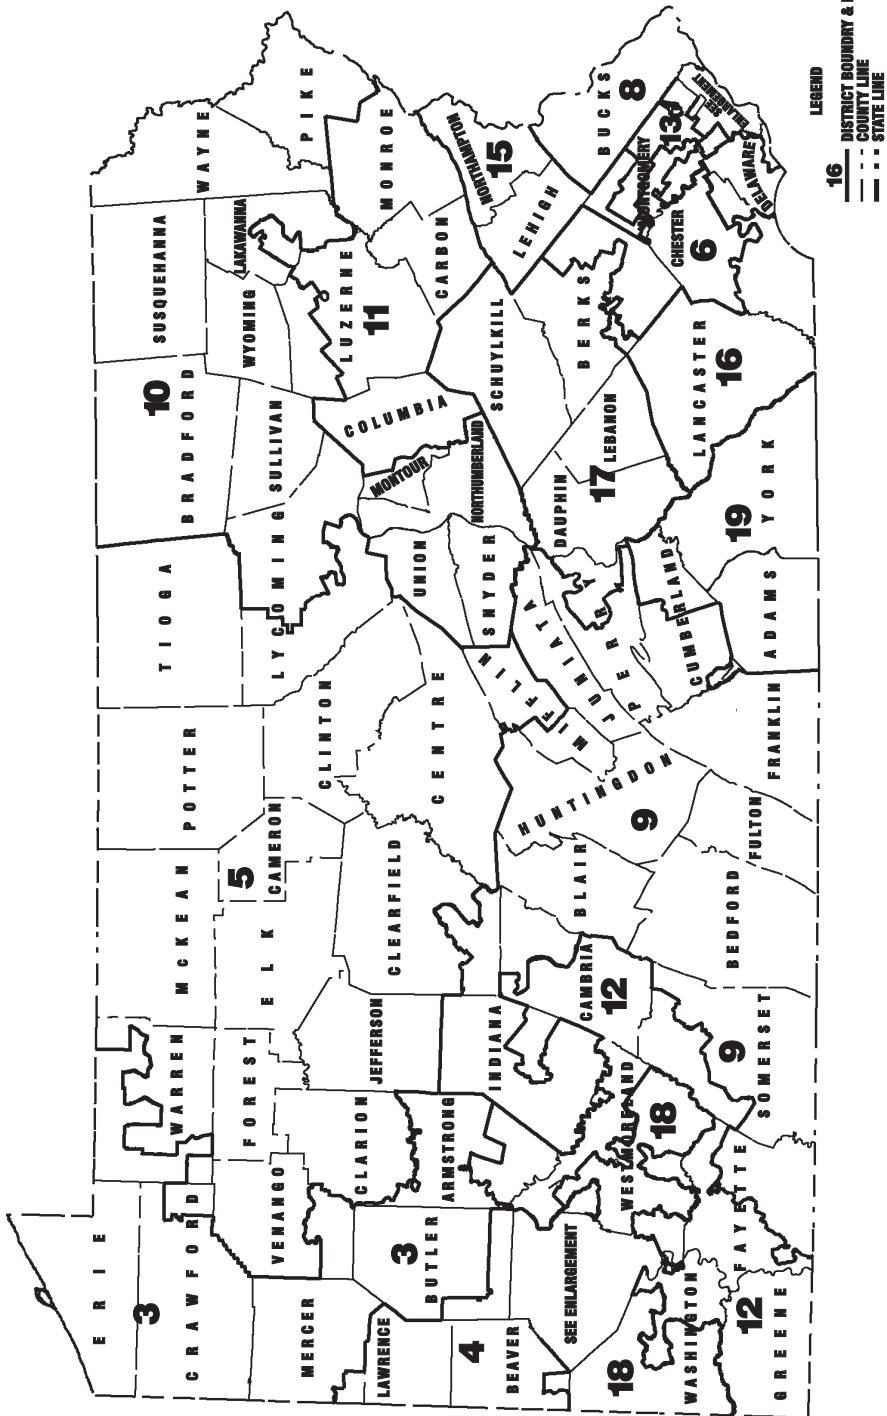 ERIE
3
CRAWFORD
MERCER
LAWRENCE
4
BEAVER
3
BUTLER
VENANGO
WARREN
FOREST
CLARION
ARMSTRONG
SEE ENLARGEMENT
18
WASHINGTON
12
GREENE
FAYETTE
WESTMORELAND
18
MCKEAN
ELK
JEFFERSON
INDIANA
CAMBRIA
12
9
SOMERSET
POTTER
5
CAMERON
CLEARFIELD
BLAIR
BEDFORD
CLINTON
CENTRE
HUNTINGDON
9
FULTON
FRANKLIN
TIOGA
LYCOMING
UNION
SNYDER
MIFFLIN
JUNIATA
PERRY
CUMBERLAND
ADAMS
10
BRADFORD
SULLIVAN
COLUMBIA
MONTOUR
NORTHUMBERLAND
DAUPHIN
17
LEBANON
19
YORK
SUSQUEHANNA
WYOMING
LAKAWANNA
LUZERNE
11
SCHUYLKILL
BERKS
LANCASTER
16
WAYNE
PIKE
MONROE
CARBON
NORTHAMPTON
15
LEHIGH
BUCKS
8
MONTGOMERY
13
CHESTER
6
DELAWARE
SEE
ENLARGEMENT
LEGEND
16 DISTRICT BOUNDRY &
COUNTY LINE
STATE LINE